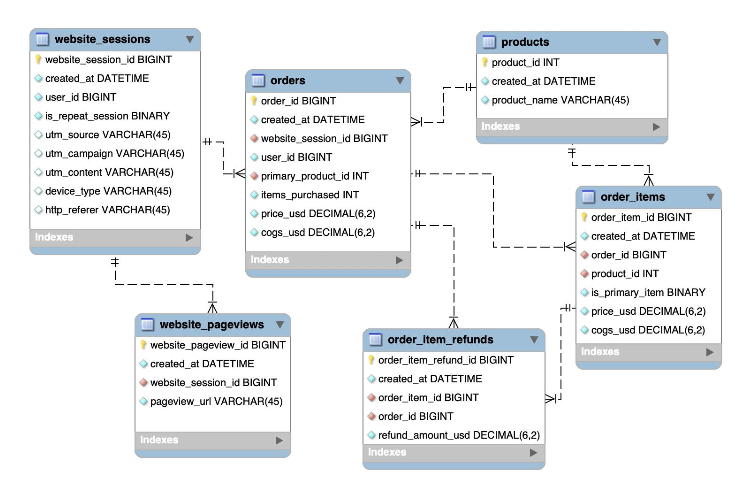 website_sessions
website_session_id BIGINT
created_at DATETIME
user_id BIGINT
is_repeat_session BINARY
utm_source VARCHAR(45)
utm_campaign VARCHAR(45)
utm_content VARCHAR(45)
device_type VARCHAR(45)
http_referer VARCHAR(45)
Indexes
orders
order_id BIGINT
created_at DATETIME
website_session_id BIGINT
user_id BIGINT
primary_product_id INT
items_purchased INT
price_usd DECIMAL(6,2)
cogs_usd DECIMAL(6,2)
Indexes
products
product_id INT
created_at DATETIME
product_name VARCHAR(45)
Indexes
order_items
order_item_id BIGINT
created_at DATETIME
order_id BIGINT
product_id INT
is_primary_item BINARY
price_usd DECIMAL(6,2)
cogs_usd DECIMAL(6,2)
Indexes
website_pageviews
website_pageview_id BIGINT
created_at DATETIME
website_session_id BIGINT
pageview_url VARCHAR(45)
Indexes
order_item_refunds
order_item_refund_id BIGINT
created_at DATETIME
order_item_id BIGINT
order_id BIGINT
refund_amount_usd DECIMAL(6,2)
Indexes